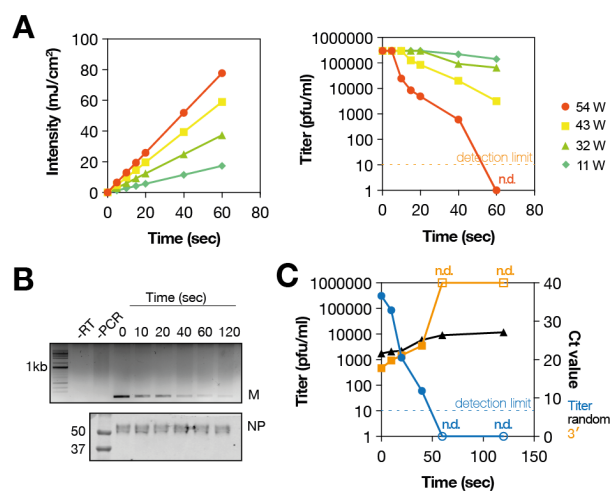 A
Intensity (mJ/cm²)
100
80
60
40
20
0
0 20 40 60 80
Time (sec)
Titer (pfu/ml)
1000000
100000
10000
1000
100
10
1
detection limit
n.d.
0 20 40 60 80
Time (sec)
54 W
43 W
32 W
11 W
B
Time (sec)
-RT -PCR 0 10 20 40 60 120
1kb
M
NP
50
37
C
n.d. n.d.
Titer (pfu/ml)
1000000
100000
10000
1000
100
10
1
detection limit
n.d. n.d.
0 50 100 150
Time (sec)
40
30
20
10
0
Ct value
Titer
random
3′